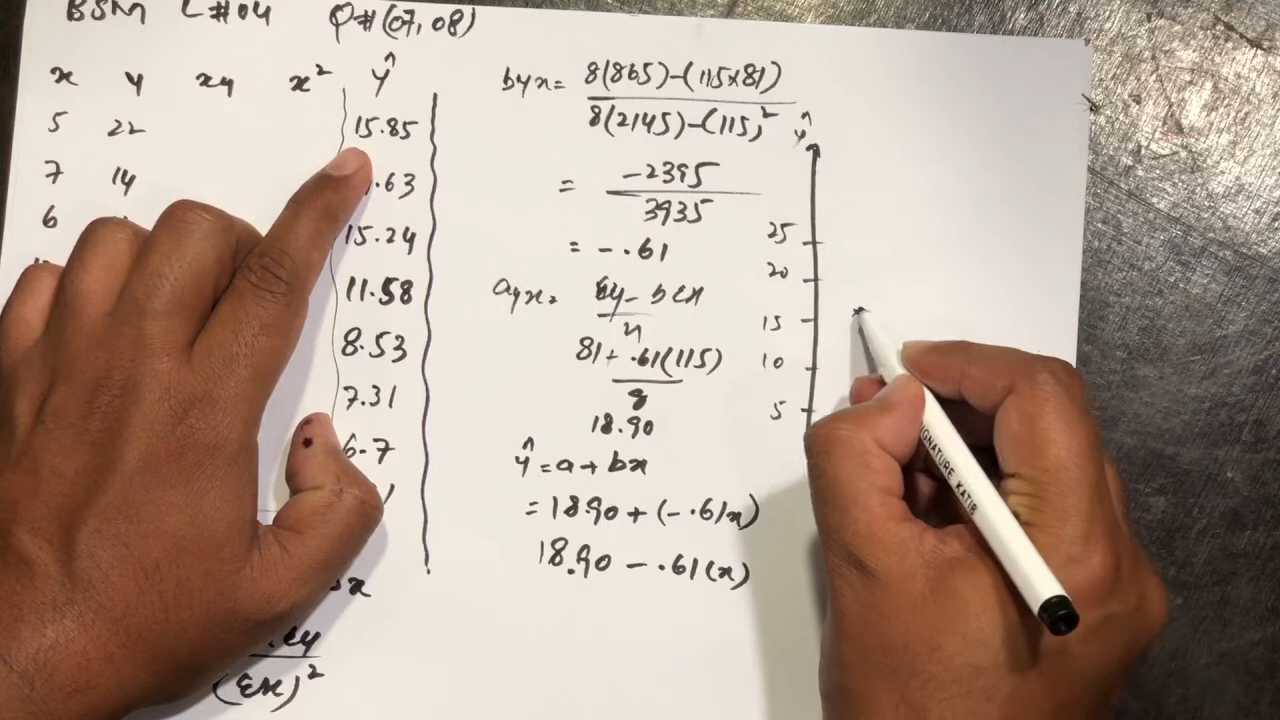 BSM L#04 Q#(07,08)
x y xy x² ŷ
5 22 15.85
7 14 .63
6 15.24
11.58
8.53
7.31
6.7
(Σx)²
byx = 8(865)-(115×81)
8(2145)-(115)²
= -2395
3935
= -.61
ayx =
n
81+.61(115)
8
18.90
ŷ = a+bx
= 18.90+(-.61x)
18.90 -.61(x)
ŷ
25
20
15
10
5
SIGNATURE KATIB